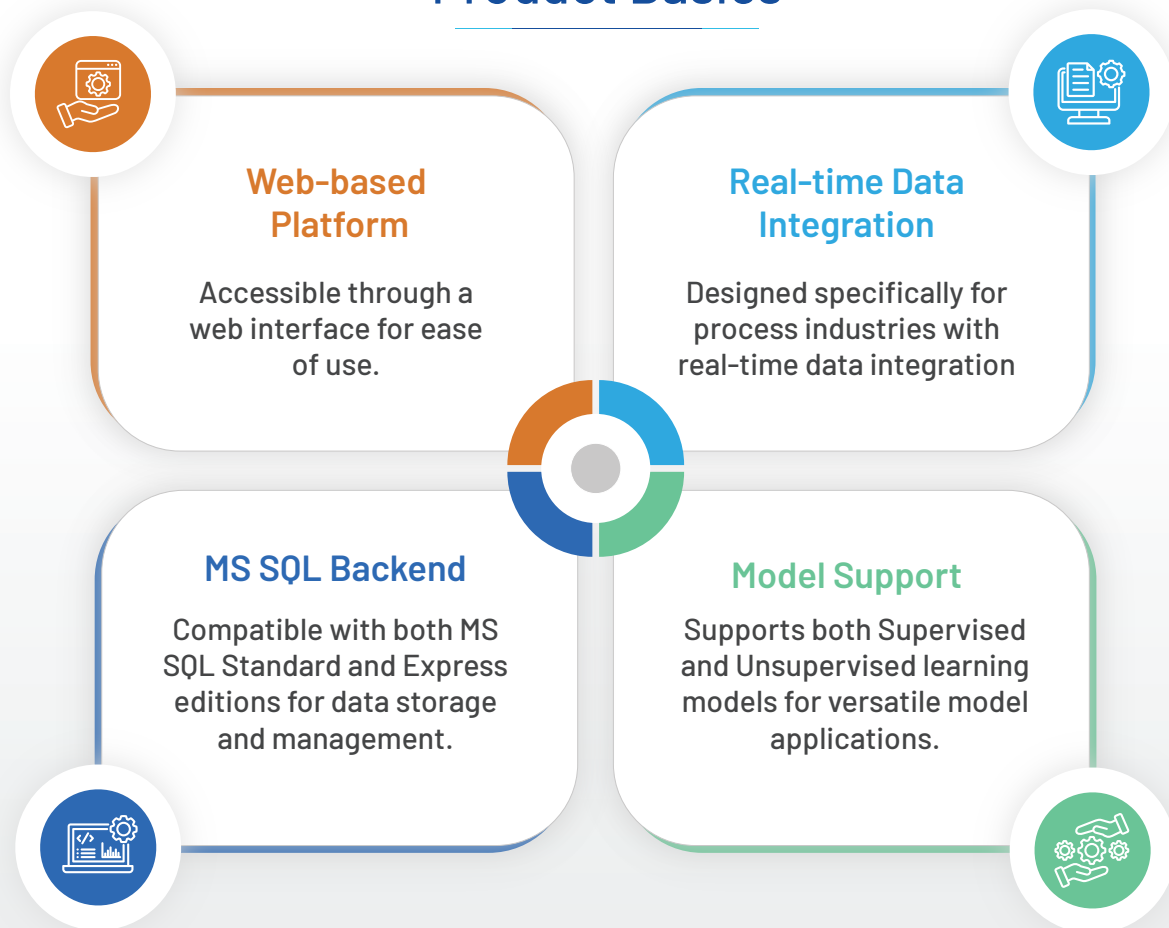 Product Basics
Web-based
Platform
Accessible through a
web interface for ease
of use.
Real-time Data
Integration
Designed specifically for
process industries with
real-time data integration
MS SQL Backend
Compatible with both MS
SQL Standard and Express
editions for data storage
and management.
Model Support
Supports both Supervised
and Unsupervised learning
models for versatile model
applications.